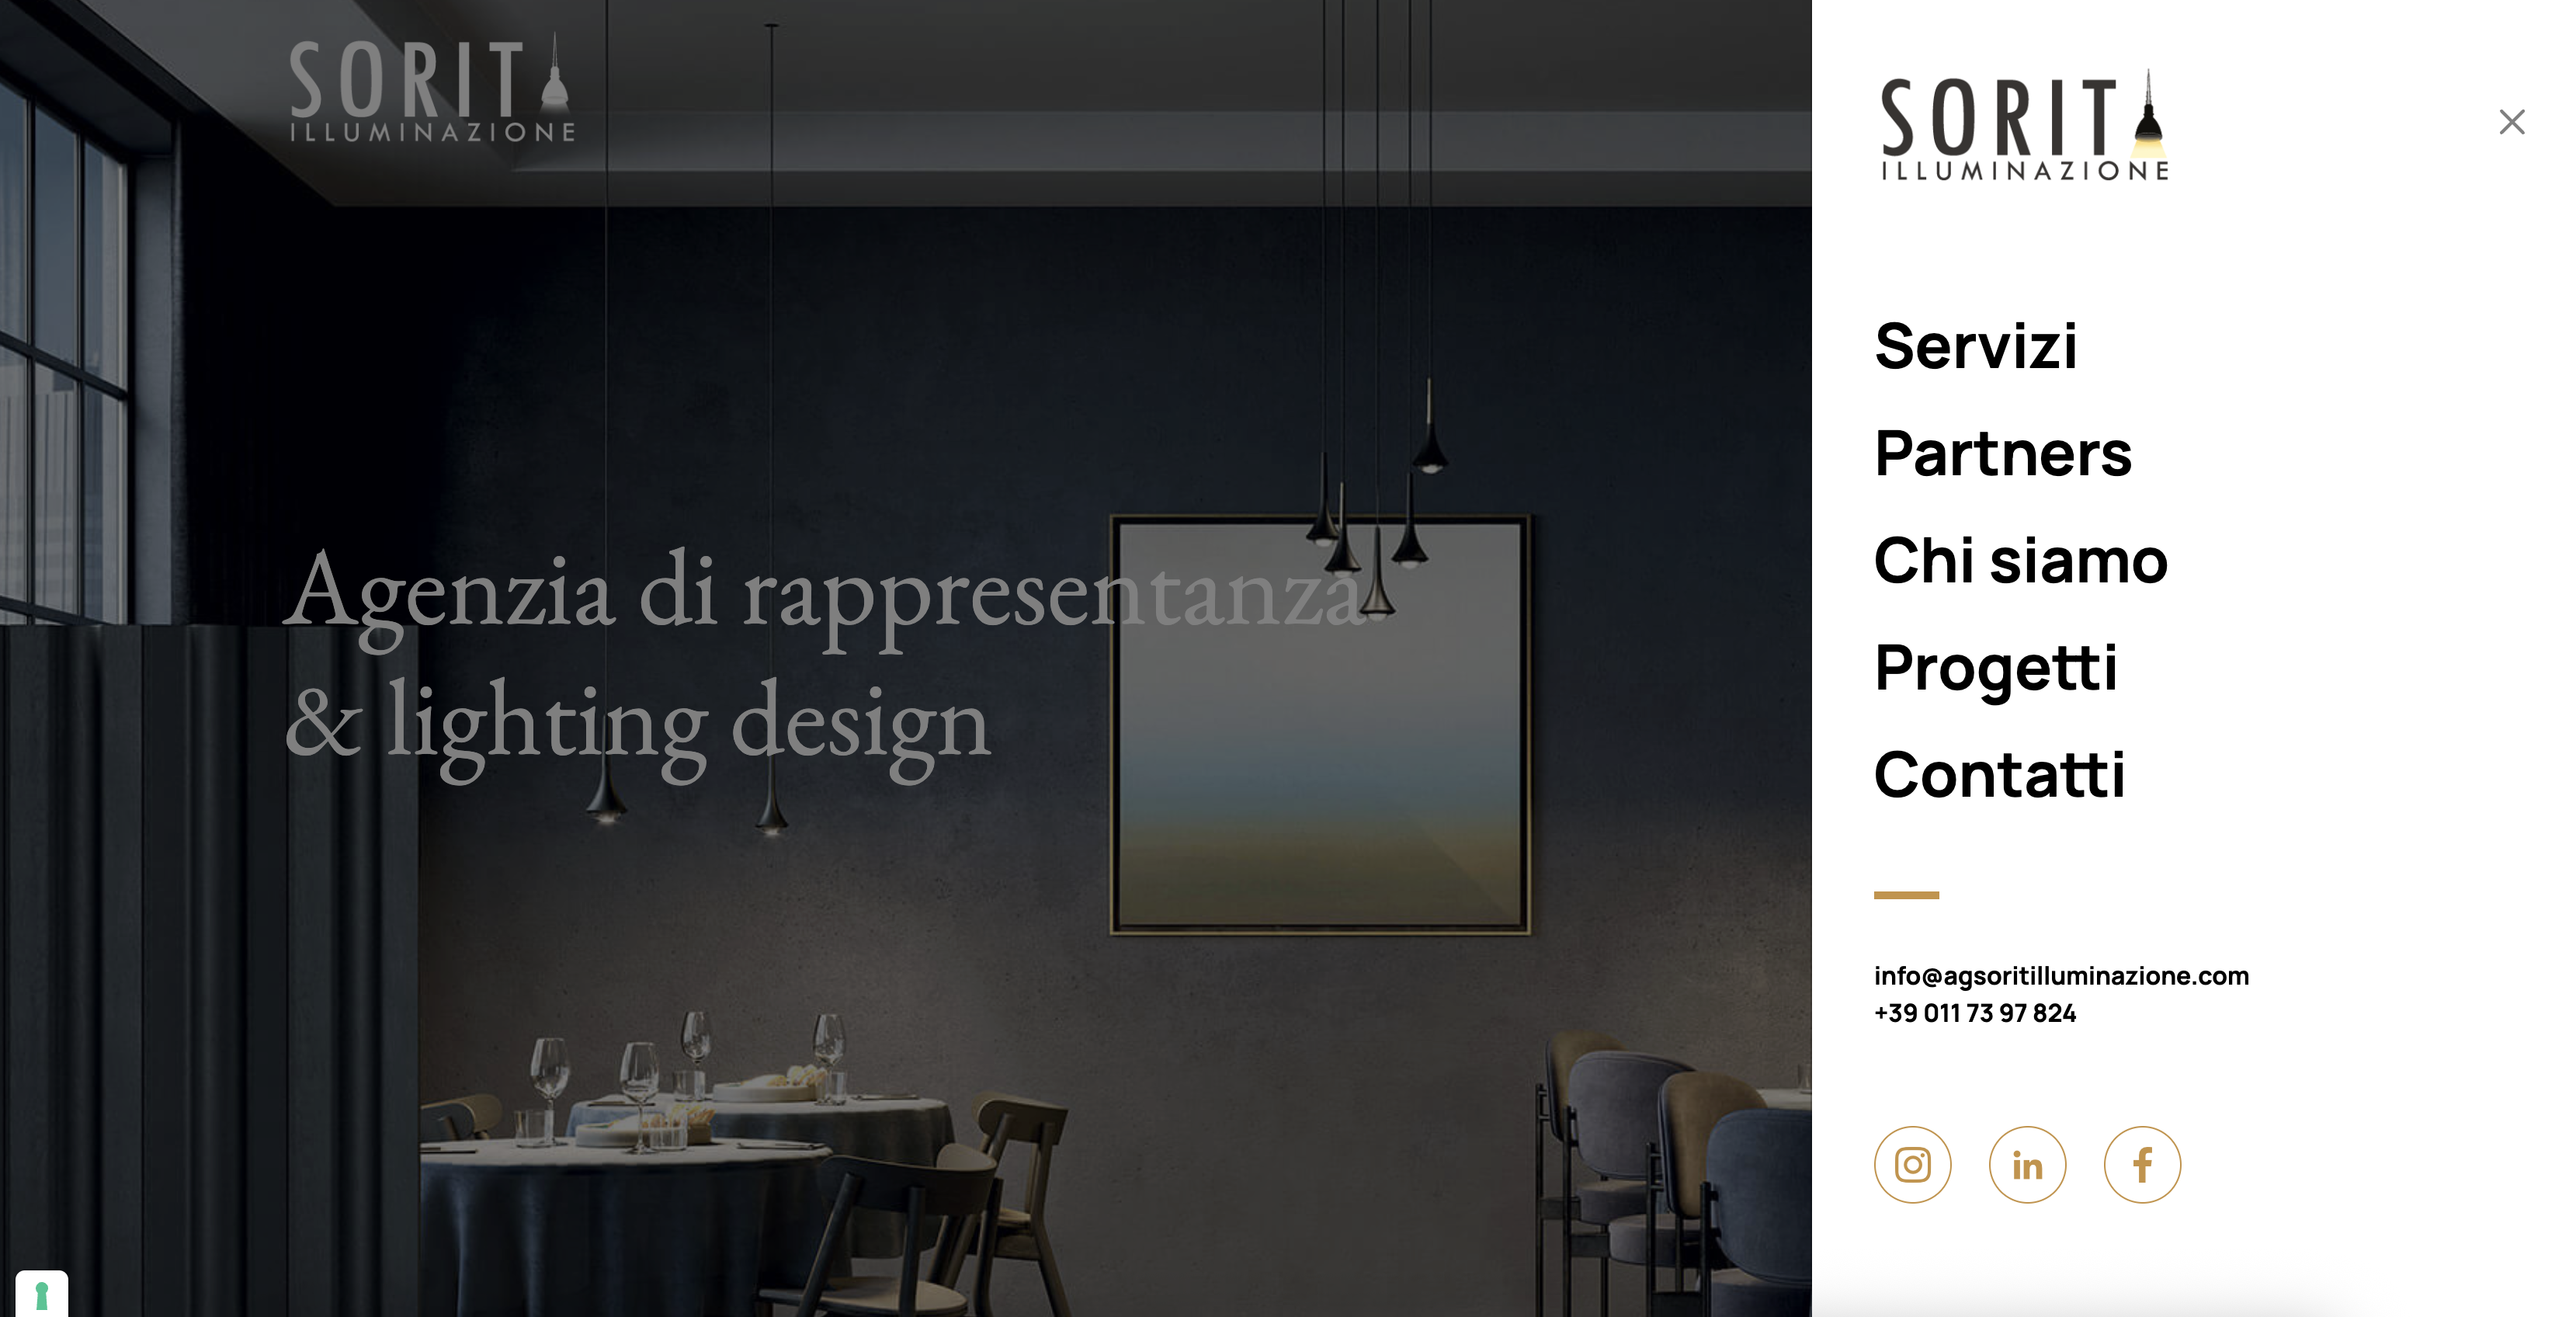 SORIT
ILLUMINAZIONE
Agenzia di rappresentanza
& lighting design
SORIT
ILLUMINAZIONE
Servizi
Partners
Chi siamo
Progetti
Contatti
info@agsoritilluminazione.com
+39 011 73 97 824
in
f